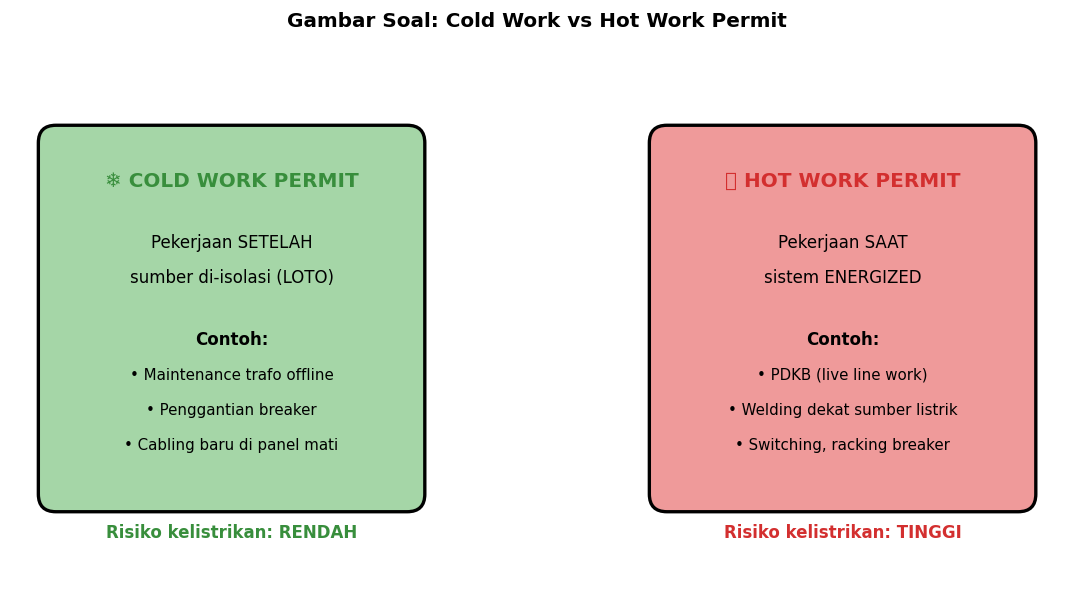 Gambar Soal: Cold Work vs Hot Work Permit
❄ COLD WORK PERMIT
Pekerjaan SETELAH
sumber di-isolasi (LOTO)
Contoh:
• Maintenance trafo offline
• Penggantian breaker
• Cabling baru di panel mati
Risiko kelistrikan: RENDAH
HOT WORK PERMIT
Pekerjaan SAAT
sistem ENERGIZED
Contoh:
• PDKB (live line work)
• Welding dekat sumber listrik
• Switching, racking breaker
Risiko kelistrikan: TINGGI